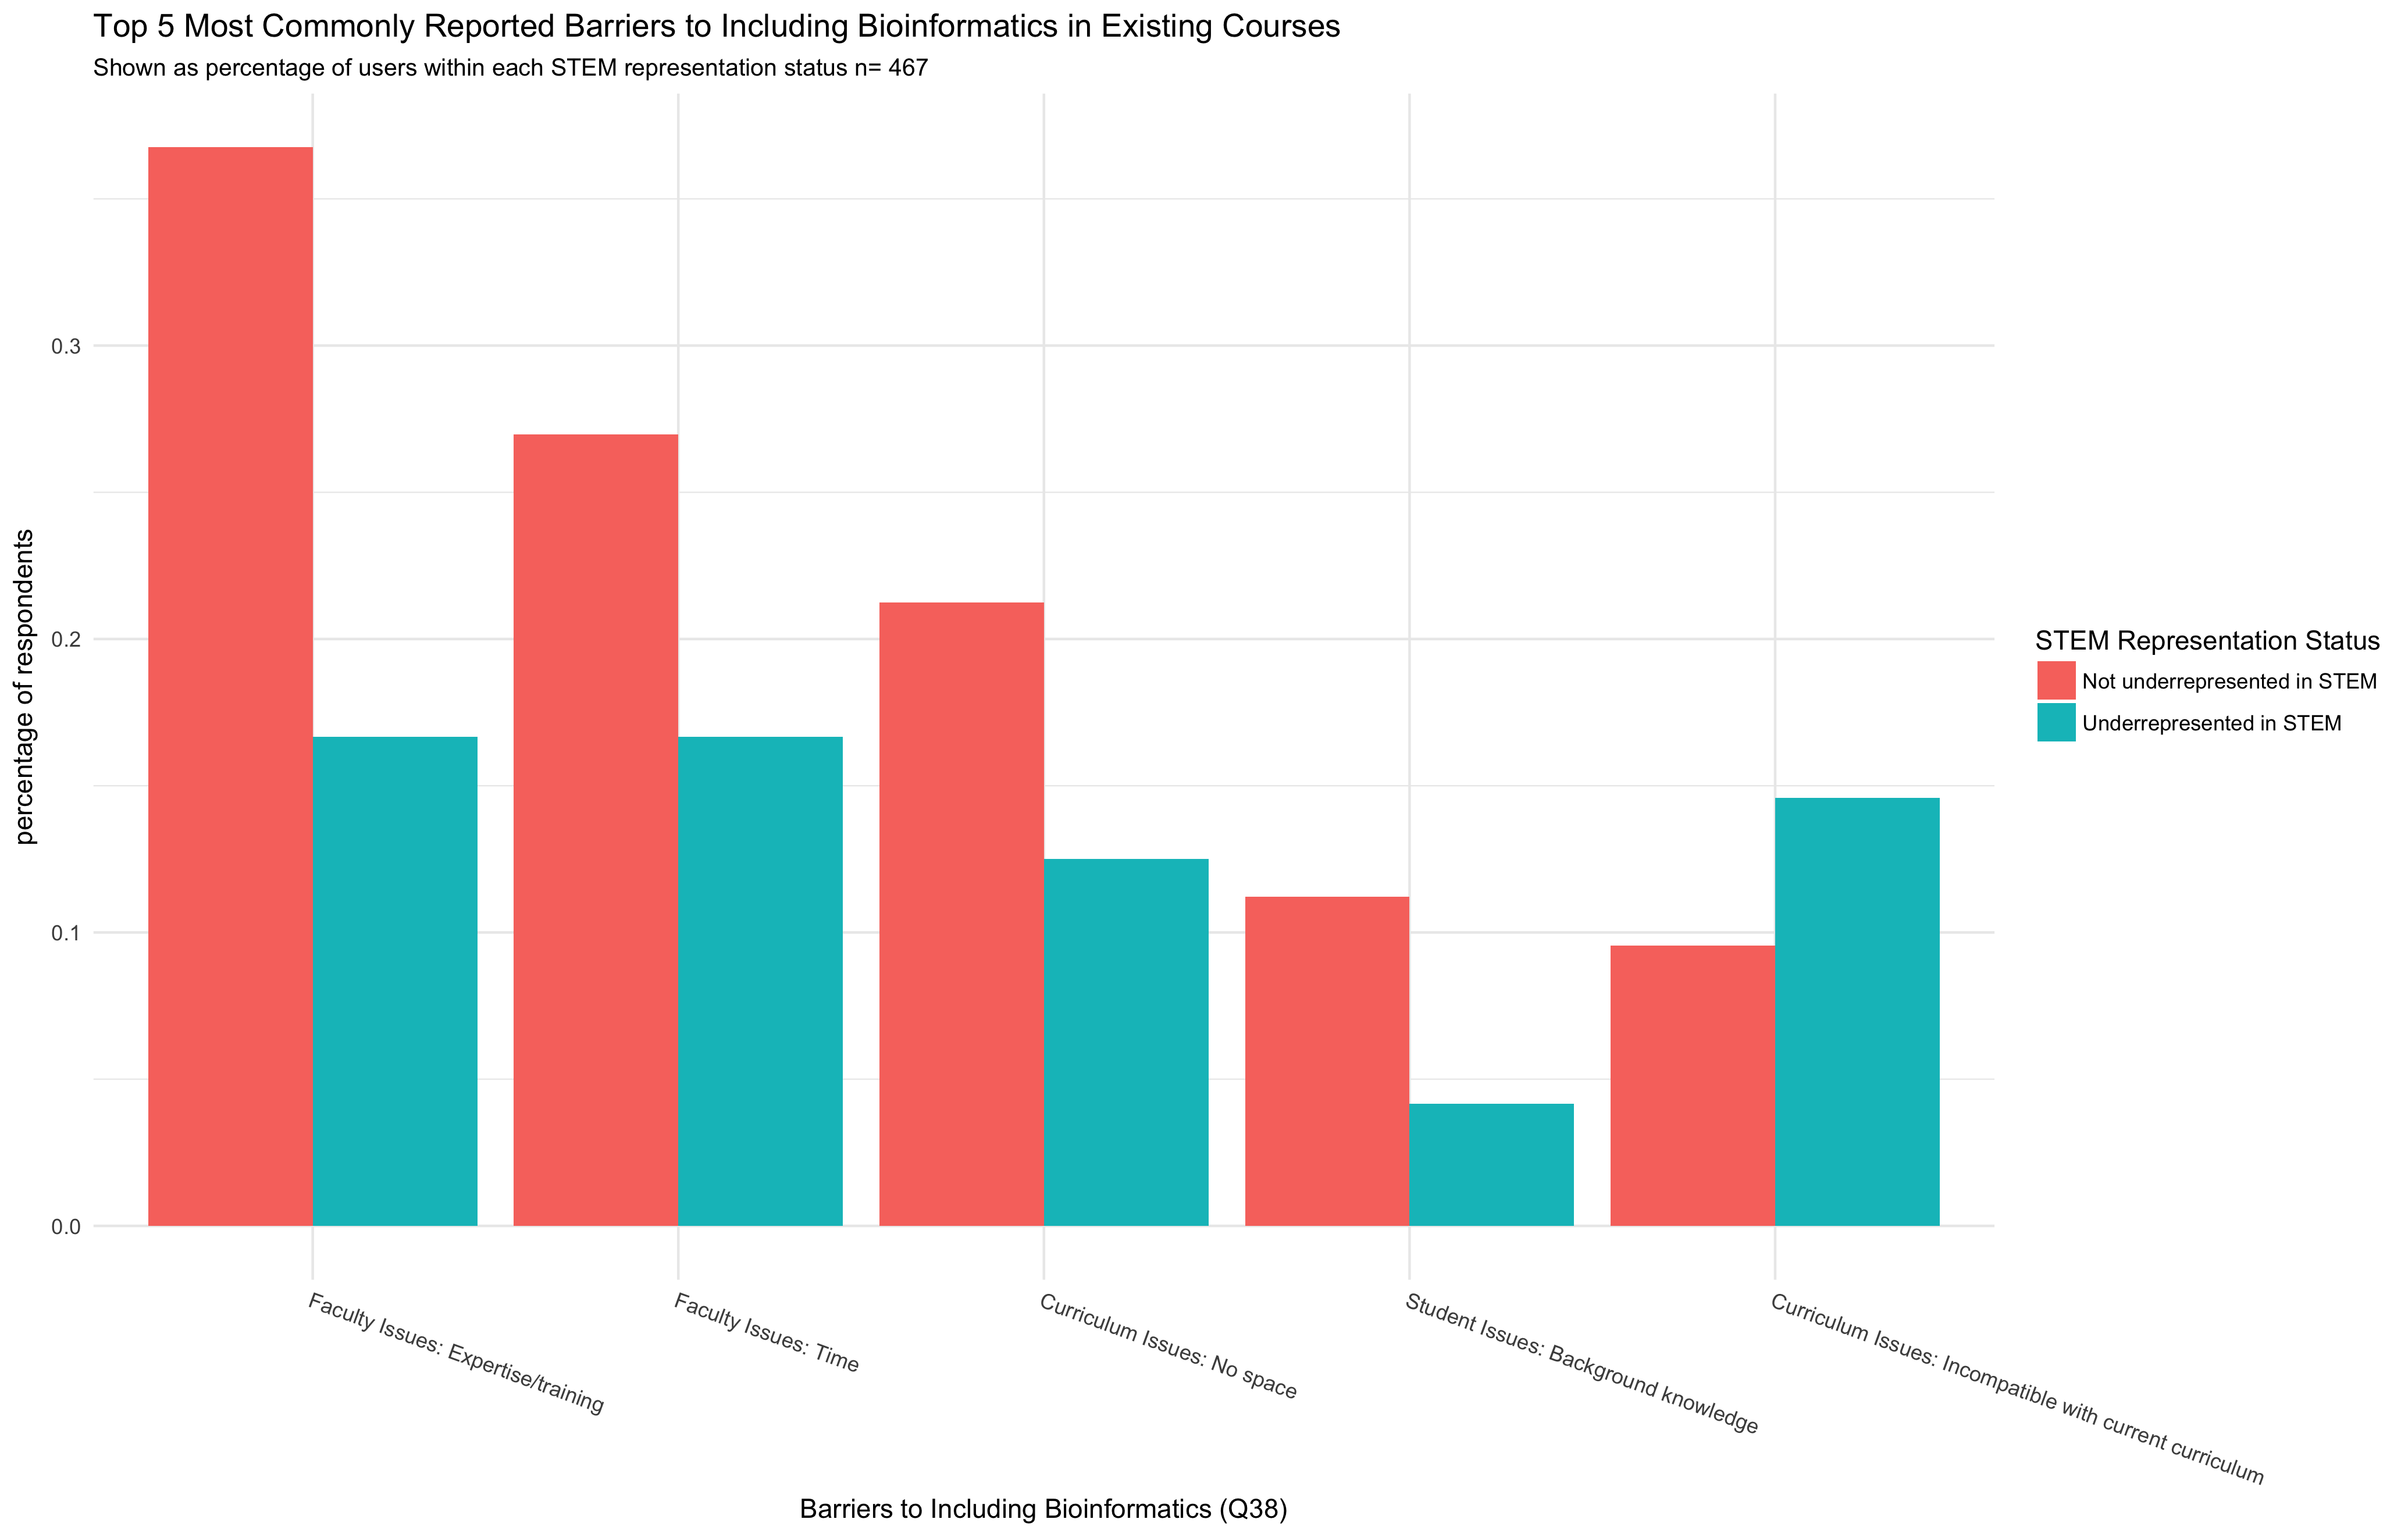 Top 5 Most Commonly Reported Barriers to Including Bioinformatics in Existing Courses
Shown as percentage of users within each STEM representation status n= 467
percentage of respondents
0.3
0.2
0.1
0.0
Faculty Issues: Expertise/training
Faculty Issues: Time
Curriculum Issues: No space
Student Issues: Background knowledge
Curriculum Issues: Incompatible with current curriculum
Barriers to Including Bioinformatics (Q38)
STEM Representation Status
Not underrepresented in STEM
Underrepresented in STEM